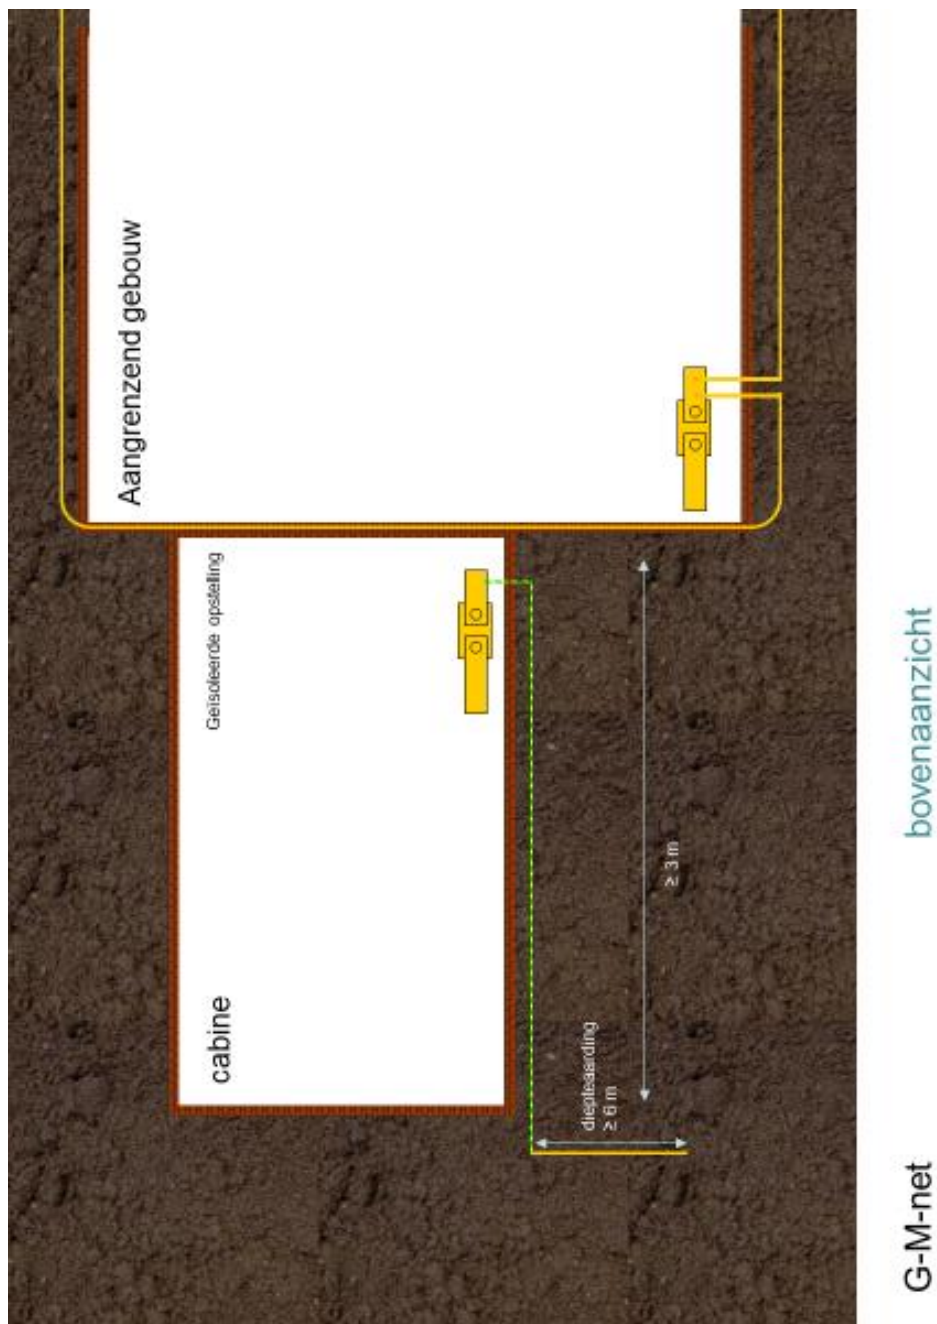 Aangrenzend gebouw
Geïsoleerde opstelling
cabine
≥ 3 m
diepteaarding
≥ 6 m
G-M-net
bovenaanzicht